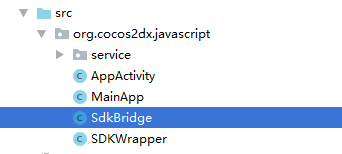 src
org.cocos2dx.javascript
service
AppActivity
MainApp
SdkBridge
SDKWrapper